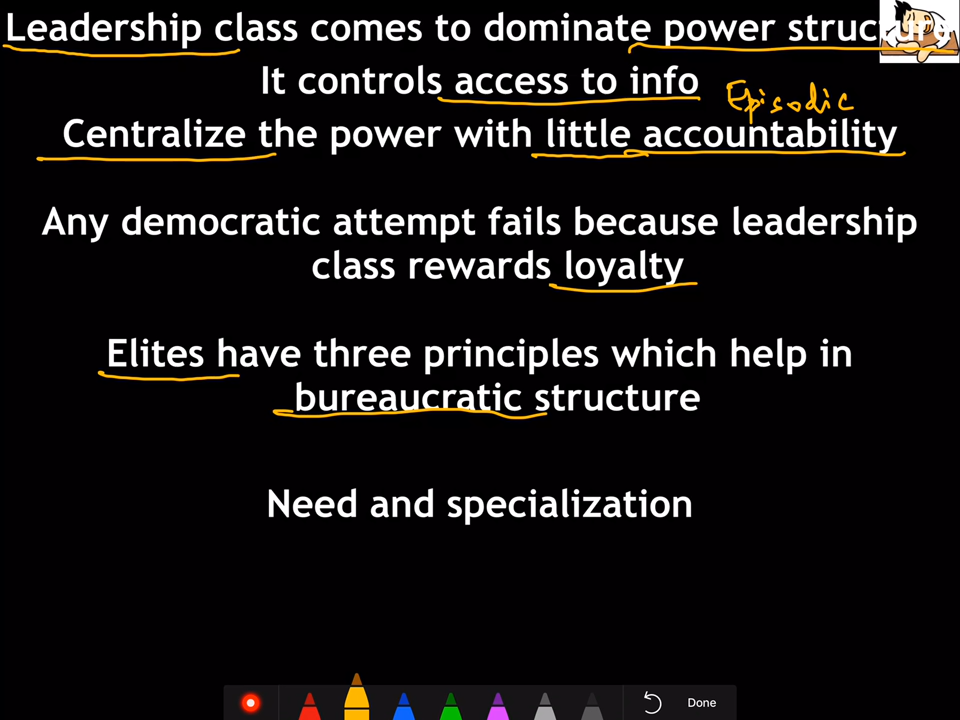 Leadership class comes to dominate power structure
It controls access to info
Episodic
Centralize the power with little accountability
Any democratic attempt fails because leadership
class rewards loyalty
Elites have three principles which help in
bureaucratic structure
Need and specialization
Done